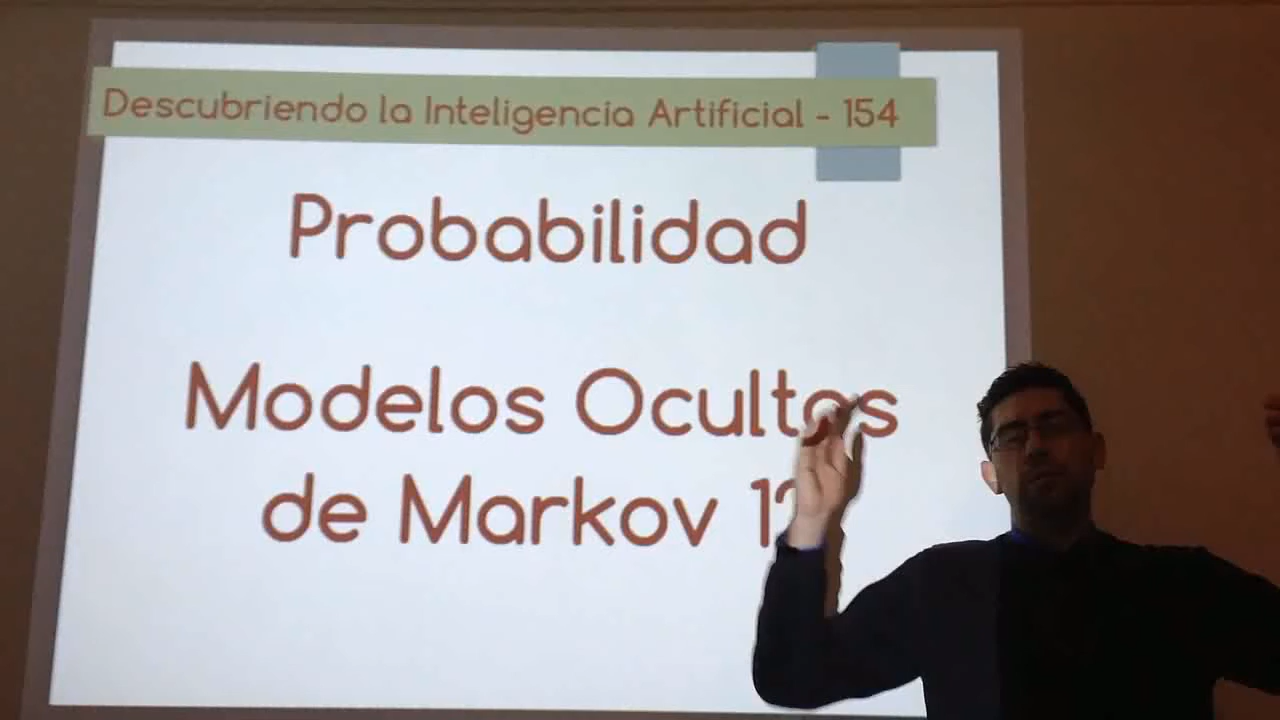 Descubriendo la Inteligencia Artificial - 154
Probabilidad
Modelos Ocultos
de Markov